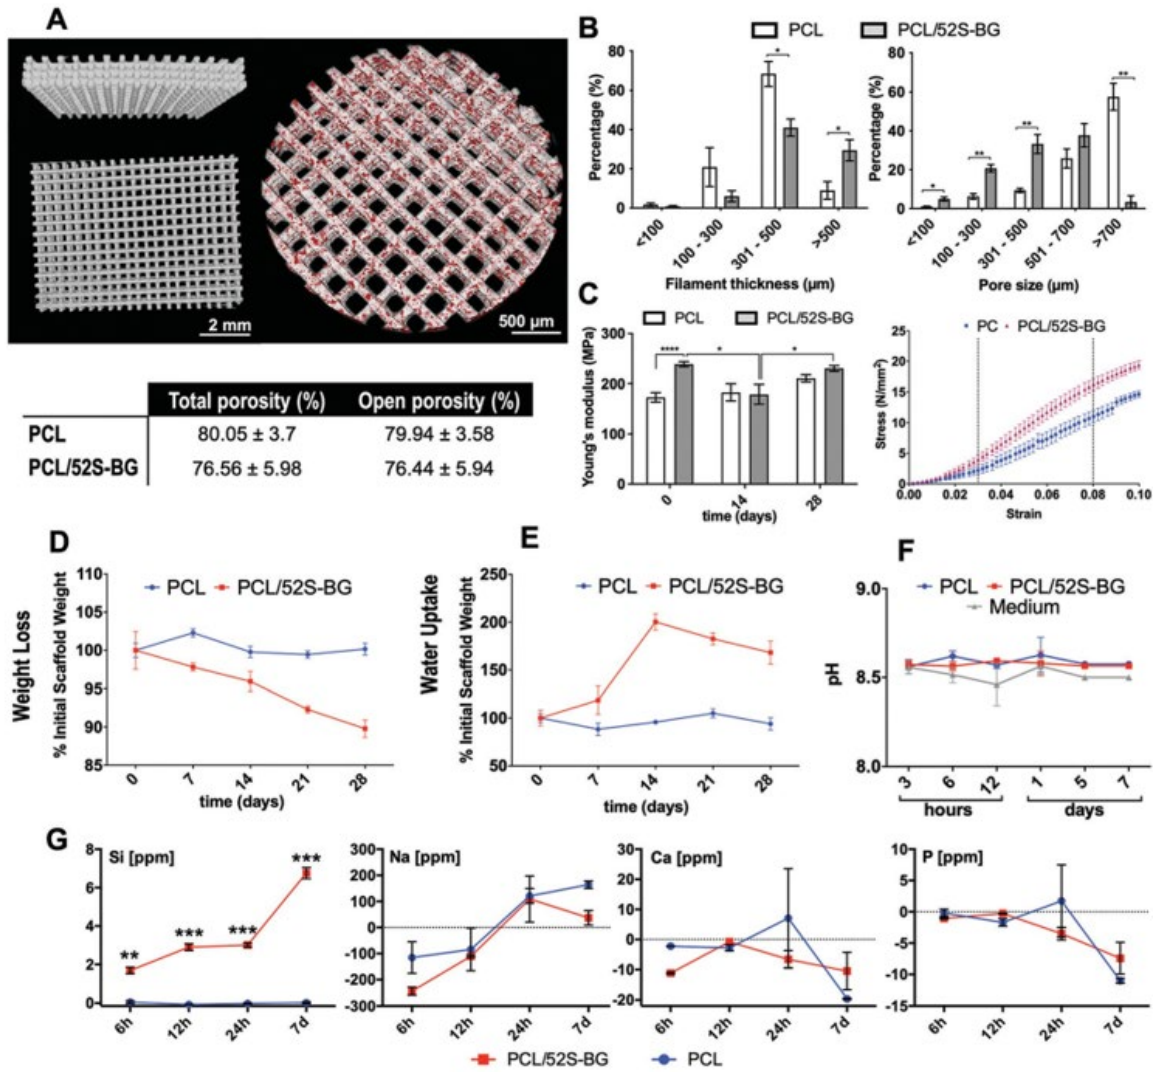 A
2 mm
500 µm
Total porosity (%) Open porosity (%)
PCL 80.05 ± 3.7 79.94 ± 3.58
PCL/52S-BG 76.56 ± 5.98 76.44 ± 5.94
B
PCL PCL/52S-BG
Percentage (%)
80
60
40
20
0
* *
<100 100 - 300 301 - 500 >500
Filament thickness (µm)
Percentage (%)
80
60
40
20
0
* ** ** **
<100 100 - 300 301 - 500 501 - 700 >700
Pore size (µm)
C
PCL PCL/52S-BG
Young's modulus (MPa)
300
200
100
0
**** * *
0 14 28
time (days)
PC PCL/52S-BG
Stress (N/mm²)
25
20
15
10
5
0
0.00 0.02 0.04 0.06 0.08 0.10
Strain
D
Weight Loss
% Initial Scaffold Weight
PCL PCL/52S-BG
110
105
100
95
90
85
0 7 14 21 28
time (days)
E
Water Uptake
% Initial Scaffold Weight
PCL PCL/52S-BG
250
200
150
100
50
0 7 14 21 28
time (days)
F
PCL PCL/52S-BG
Medium
pH
9.0
8.5
8.0
3 6 12 1 5 7
hours days
G
Si [ppm]
8
6
4
2
0
** *** *** ***
6h 12h 24h 7d
Na [ppm]
300
200
100
-0
-100
-200
-300
6h 12h 24h 7d
Ca [ppm]
30
20
10
0
-10
-20
6h 12h 24h 7d
P [ppm]
10
5
0
-5
-10
-15
6h 12h 24h 7d
PCL/52S-BG PCL